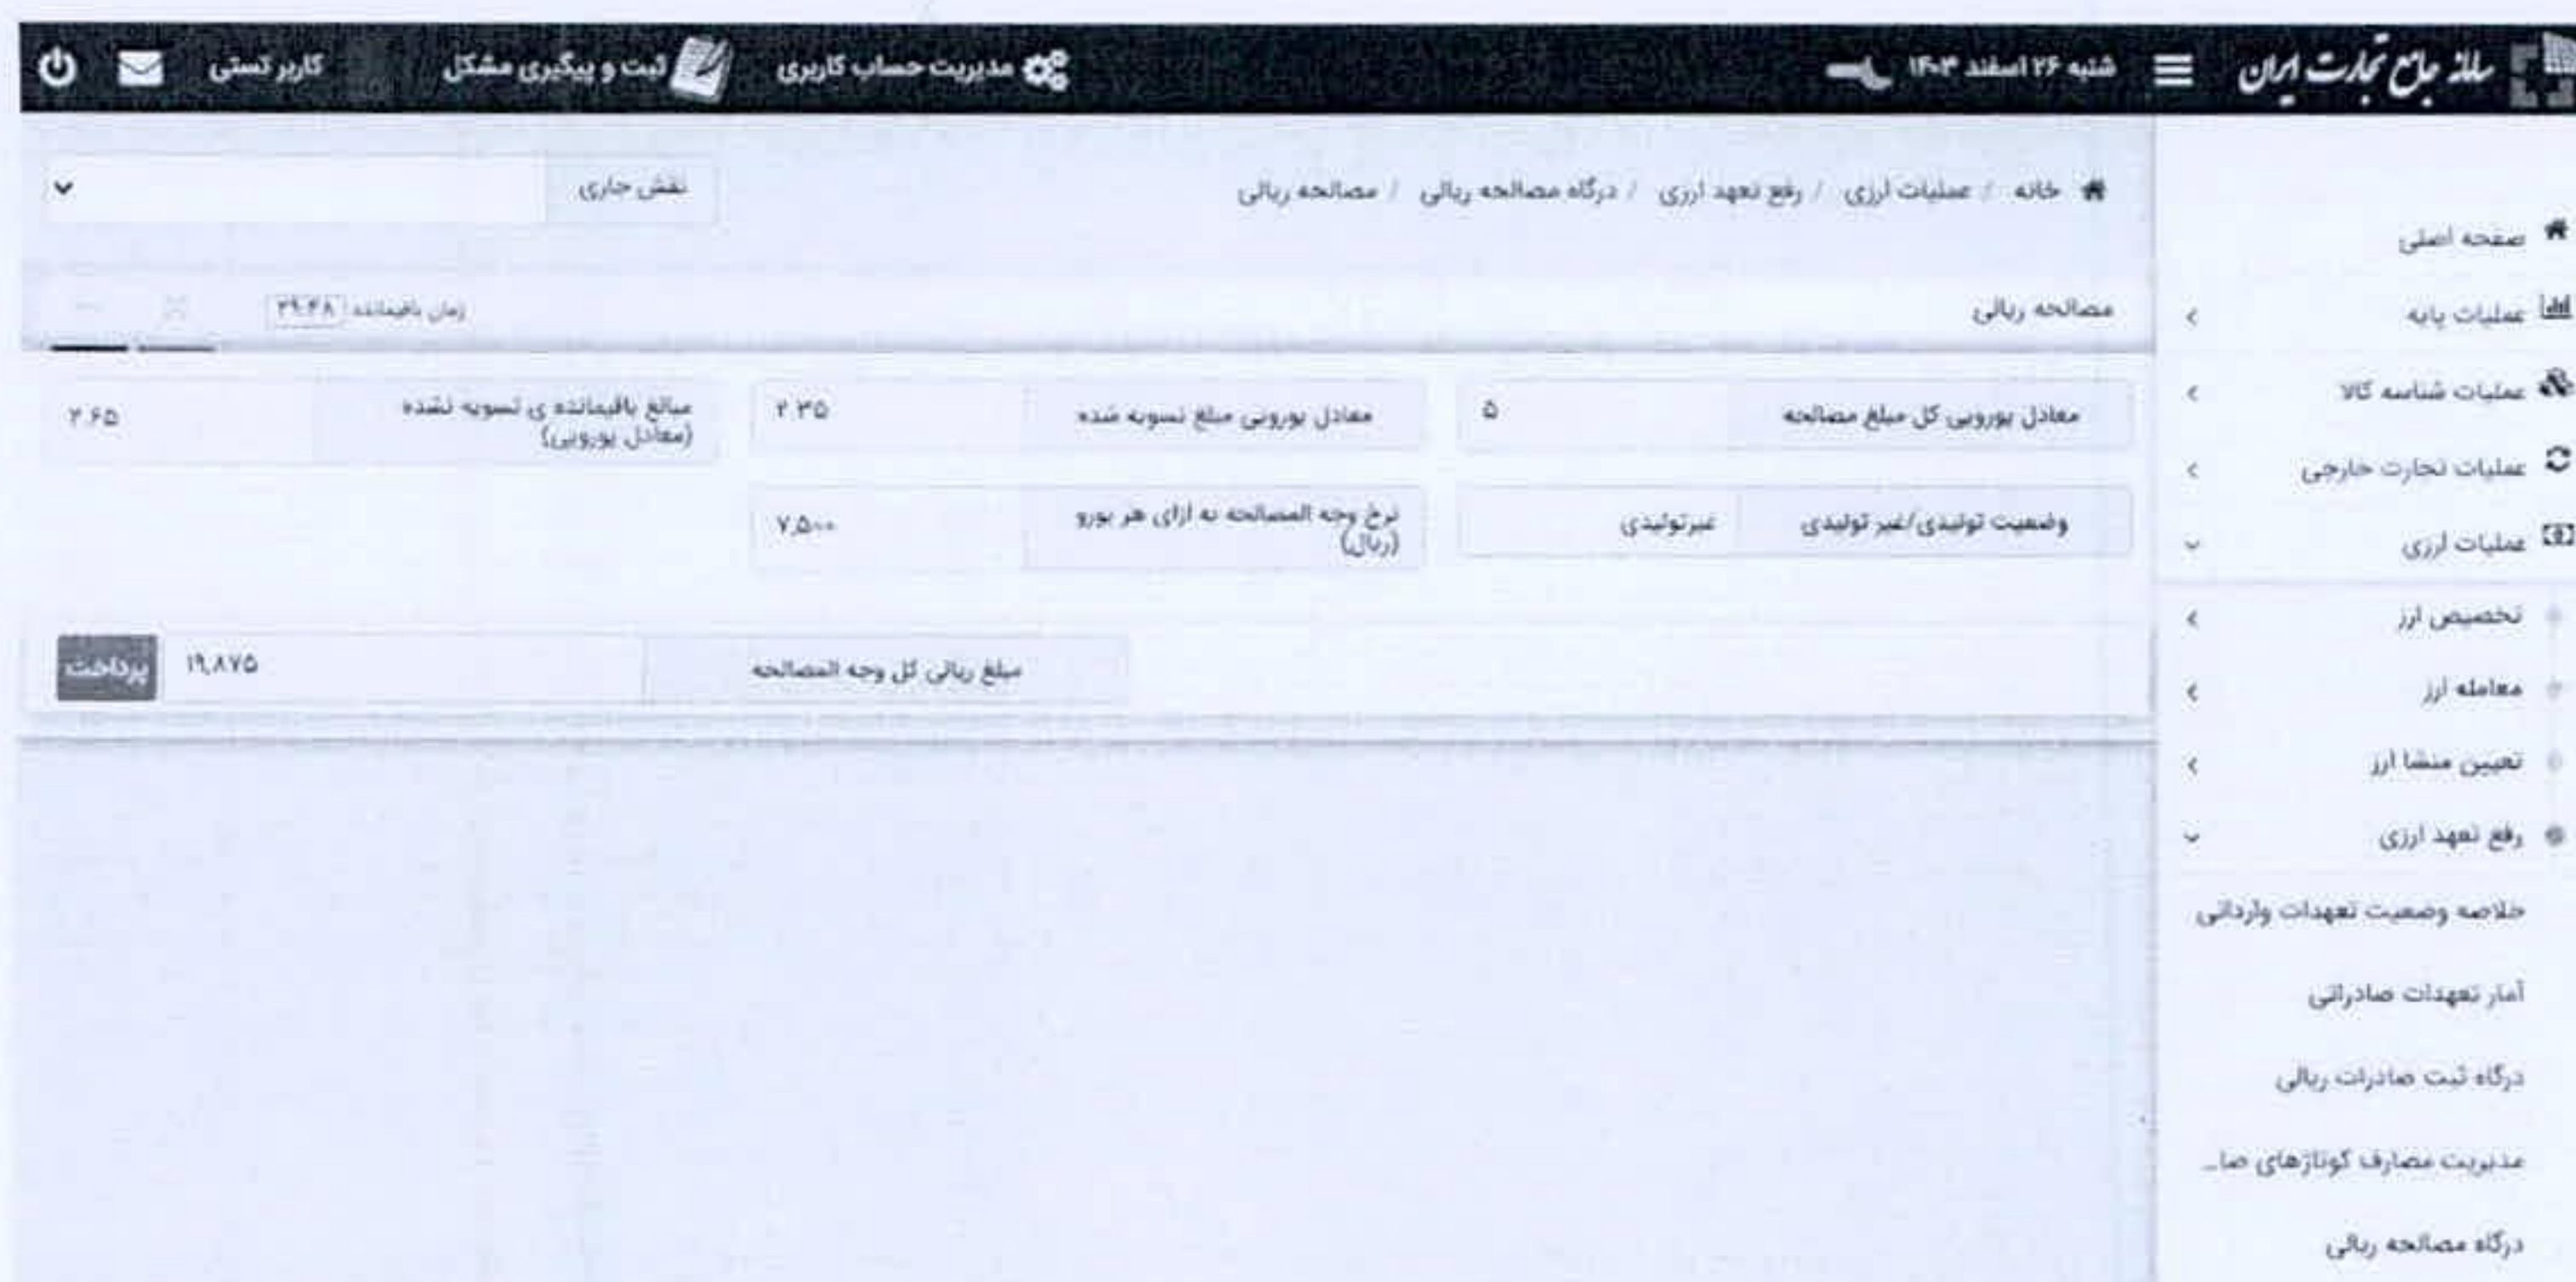 سامانه جامع تجارت ایران
شنبه ۲۶ اسفند ۱۴۰۳
مدیریت حساب کاربری
ثبت و پیگیری مشکل
کاربر تستی
خانه / عملیات ارزی / رفع تعهد ارزی / درگاه مصالحه ریالی / مصالحه ریالی
نقش جاری
مصالحه ریالی
زمان باقیمانده: ۲۹:۴۸
معادل یورویی کل مبلغ مصالحه ۵
معادل یورویی مبلغ تسویه شده ۲.۳۵
مبالغ باقیمانده ی تسویه نشده
(معادل یورویی) ۲.۶۵
وضعیت تولیدی/غیر تولیدی غیرتولیدی
نرخ وجه المصالحه به ازای هر یورو
(ریال) ۷,۵۰۰
مبلغ ریالی کل وجه المصالحه ۱۹,۸۷۵
پرداخت
صفحه اصلی
عملیات پایه
عملیات شناسه کالا
عملیات تجارت خارجی
عملیات ارزی
تخصیص ارز
معامله ارز
تعیین منشا ارز
رفع تعهد ارزی
خلاصه وضعیت تعهدات وارداتی
آمار تعهدات صادراتی
درگاه ثبت صادرات ریالی
مدیریت مصارف کوتاژهای صا...
درگاه مصالحه ریالی